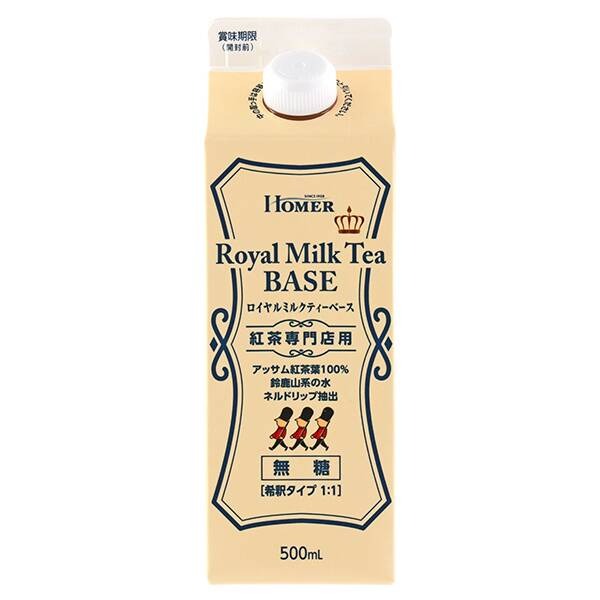 賞味期限
(開封前)
SINCE 1928
HOMER
Royal Milk Tea
BASE
ロイヤルミルクティーベース
紅茶専門店用
アッサム紅茶葉100%
鈴鹿山系の水
ネルドリップ抽出
無糖
[希釈タイプ 1:1]
500mL